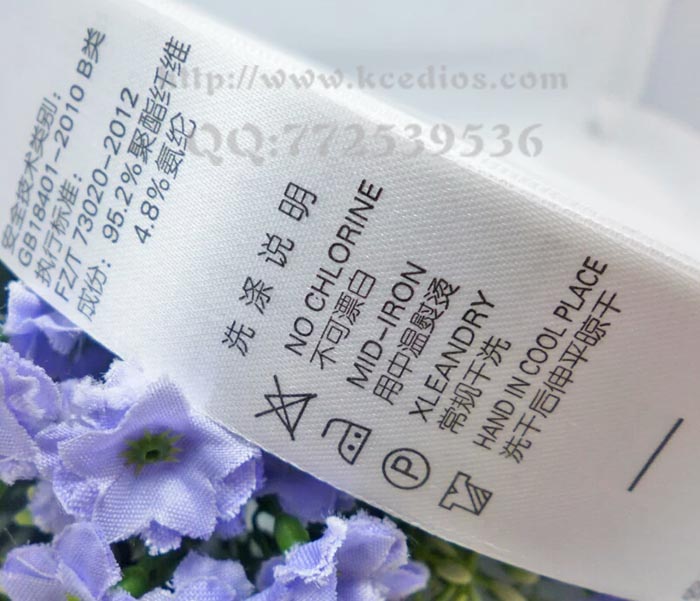 http://www.kcedios.com
QQ:772539536
安全技术类别：
GB18401-2010 B类
执行标准：
FZ/T 73020-2012
成份： 95.2%聚酯纤维
4.8%氨纶
洗涤说明
NO CHLORINE
不可漂白
MID-IRON
用中温熨烫
XLEANDRY
常规干洗
P
HAND IN COOL PLACE
洗干后伸平晾干